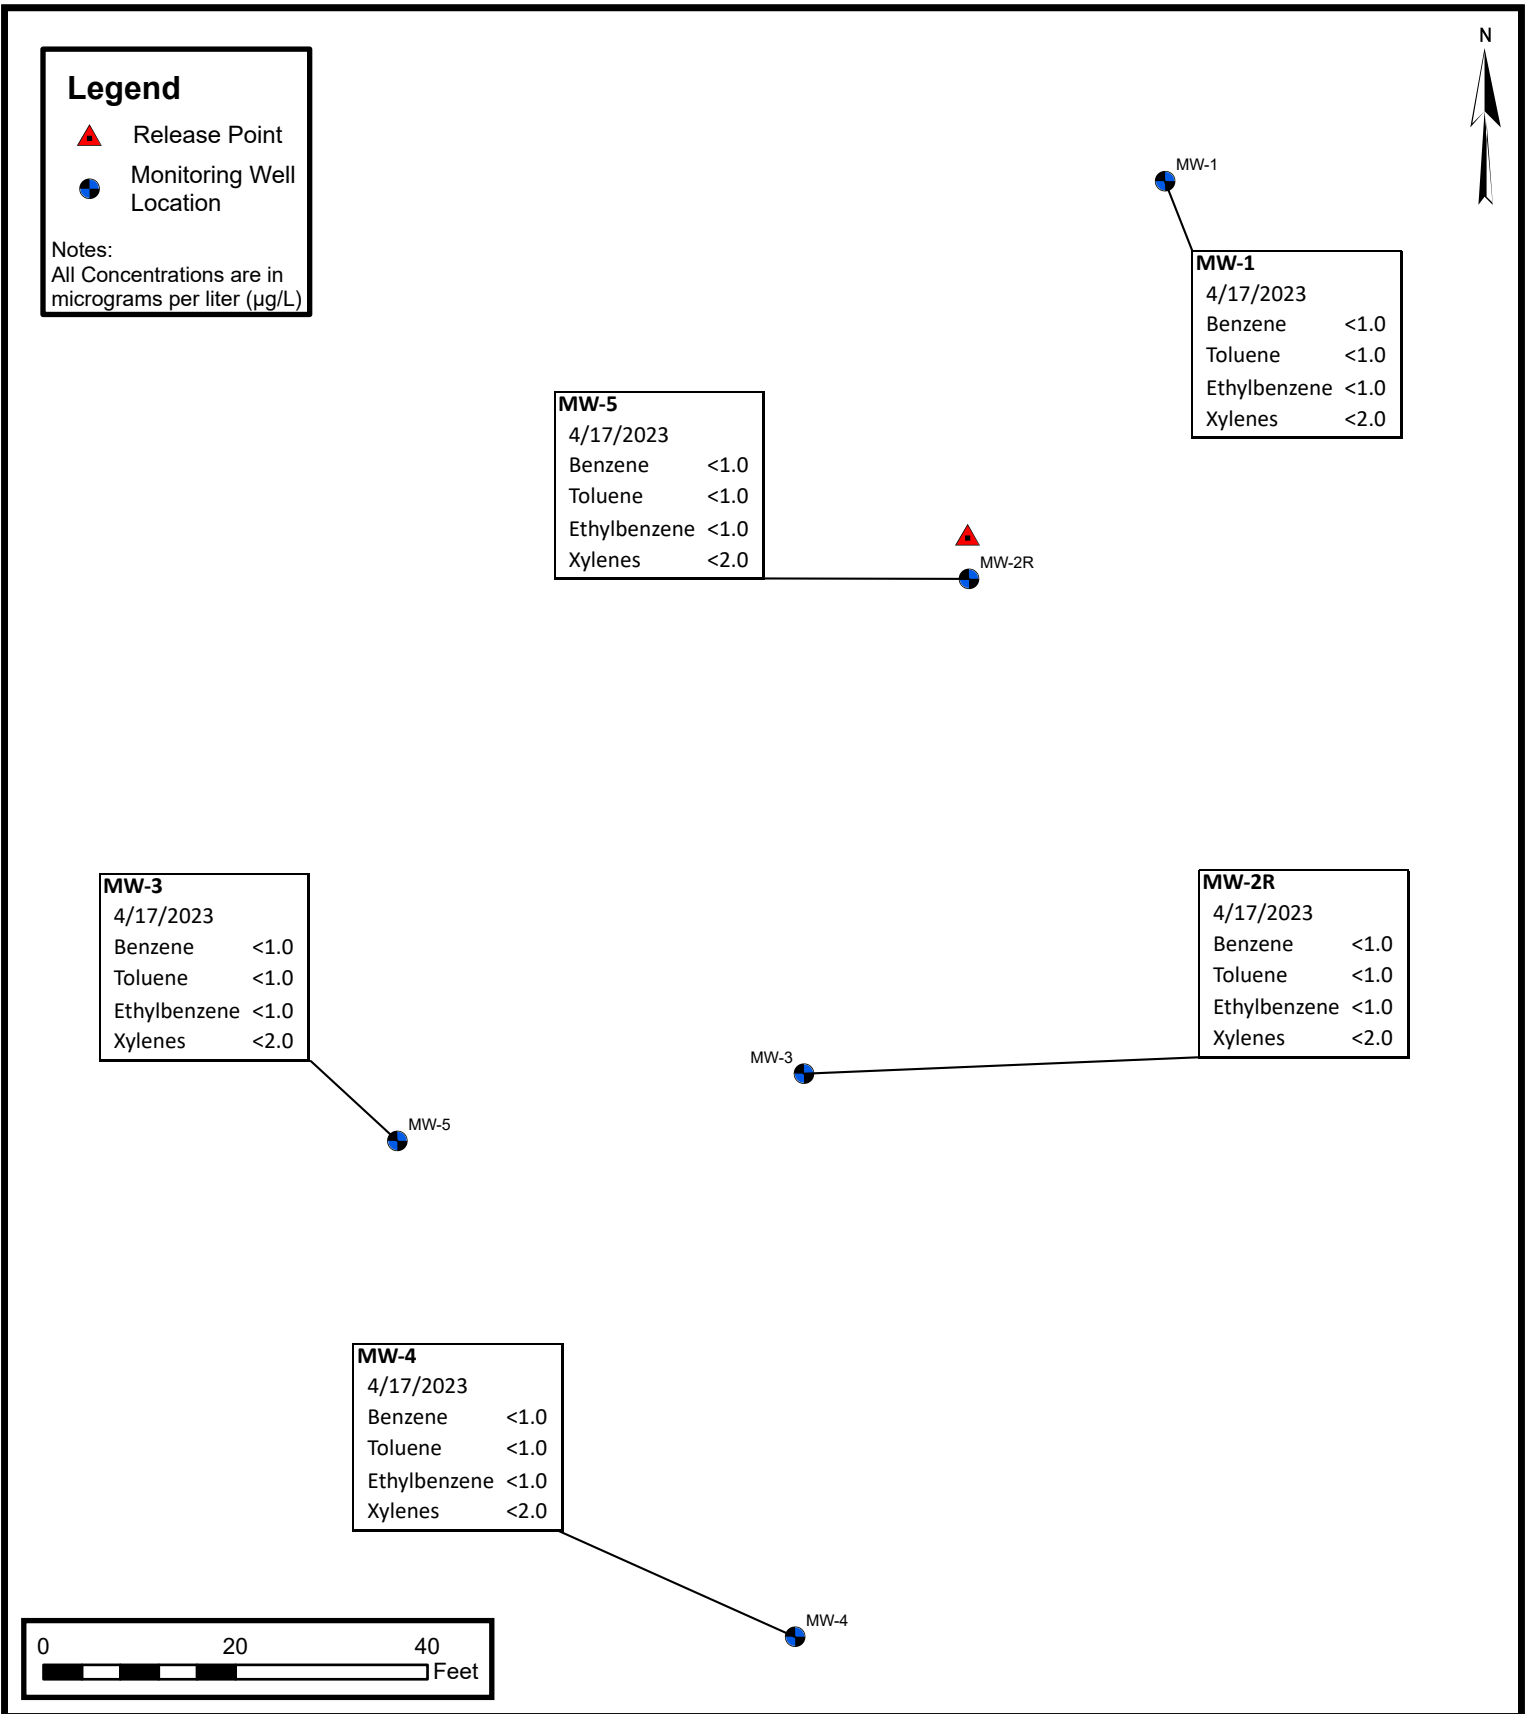 N
Legend
Release Point
Monitoring Well
Location
Notes:
All Concentrations are in
micrograms per liter (µg/L)
MW-1
MW-1
4/17/2023
Benzene <1.0
Toluene <1.0
Ethylbenzene <1.0
Xylenes <2.0
MW-5
4/17/2023
Benzene <1.0
Toluene <1.0
Ethylbenzene <1.0
Xylenes <2.0
MW-2R
MW-3
4/17/2023
Benzene <1.0
Toluene <1.0
Ethylbenzene <1.0
Xylenes <2.0
MW-2R
4/17/2023
Benzene <1.0
Toluene <1.0
Ethylbenzene <1.0
Xylenes <2.0
MW-3
MW-5
MW-4
4/17/2023
Benzene <1.0
Toluene <1.0
Ethylbenzene <1.0
Xylenes <2.0
MW-4
0 20 40
Feet